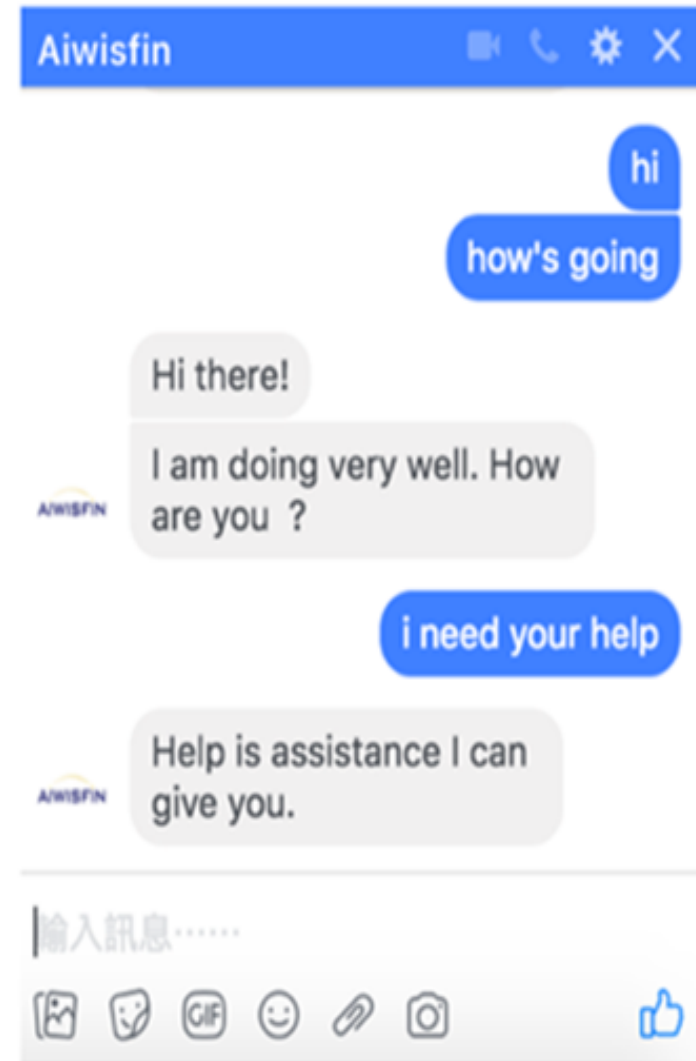 Aiwisfin
hi
how's going
Hi there!
I am doing very well. How
are you ?
AIWISFIN
i need your help
Help is assistance I can
give you.
AIWISFIN
輸入訊息······
GIF